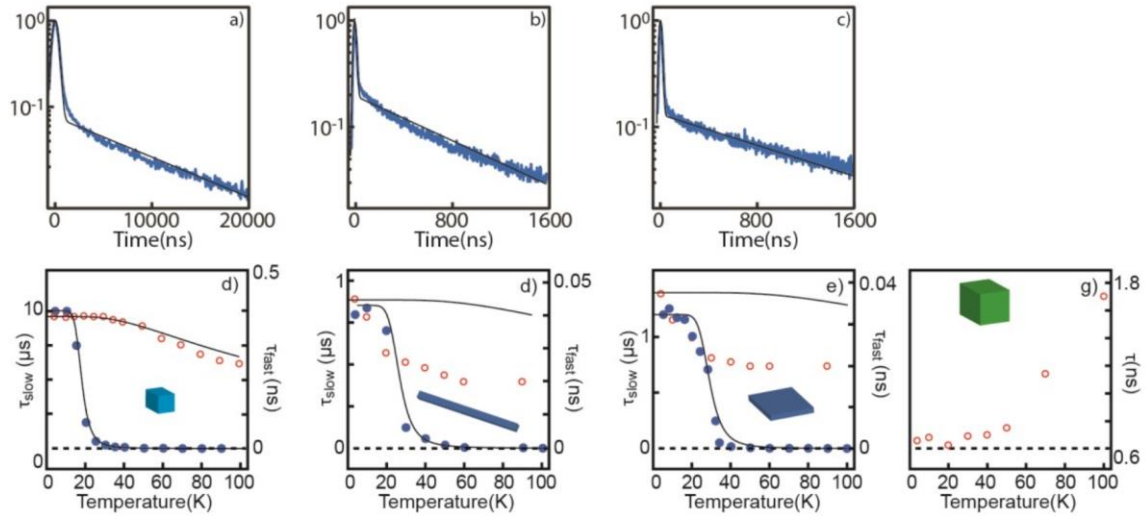 a)
10⁰
10⁻¹
0 10000 20000
Time(ns)
b)
10⁰
10⁻¹
0 800 1600
Time(ns)
c)
10⁰
10⁻¹
0 800 1600
Time(ns)
d)
10
0
τslow (μs)
0.5
0
τfast (ns)
0 20 40 60 80 100
Temperature(K)
d)
1
0
τslow (μs)
0.05
0
τfast (ns)
0 20 40 60 80 100
Temperature(K)
e)
1
0
τslow (μs)
0.04
0
τfast (ns)
0 20 40 60 80 100
Temperature(K)
g)
1.8
0.6
τ(ns)
0 20 40 60 80 100
Temperature(K)